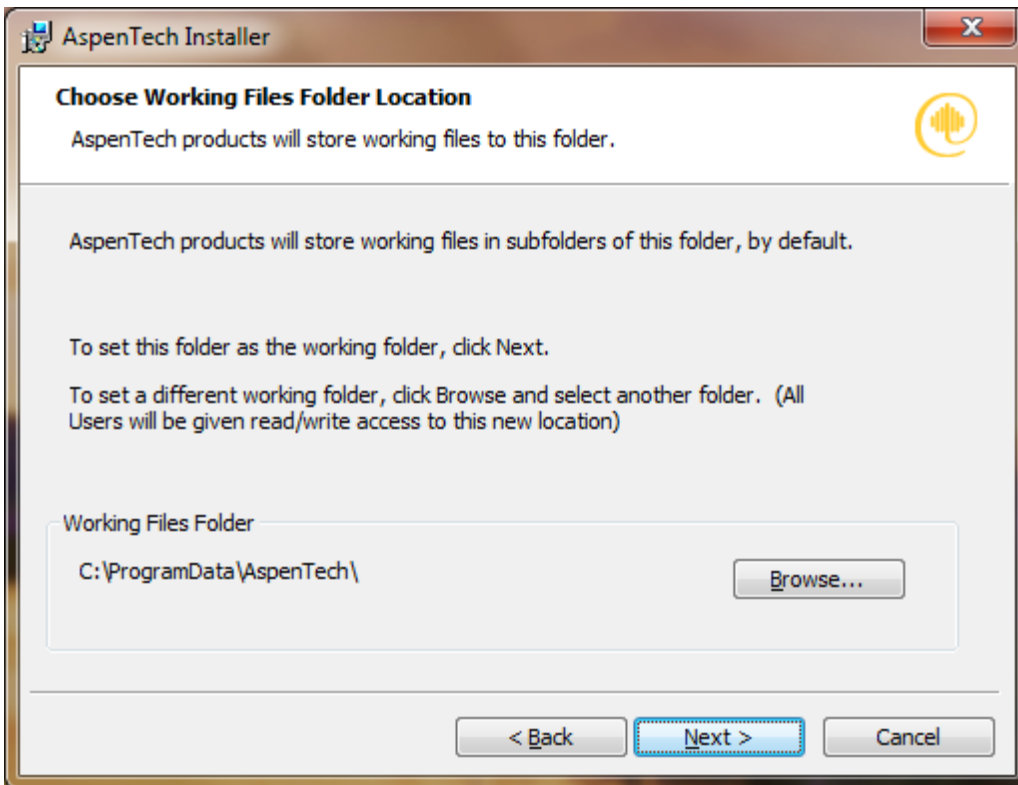 AspenTech Installer
Choose Working Files Folder Location
AspenTech products will store working files to this folder.
AspenTech products will store working files in subfolders of this folder, by default.
To set this folder as the working folder, click Next.
To set a different working folder, click Browse and select another folder.  (All
Users will be given read/write access to this new location)
Working Files Folder
C:\ProgramData\AspenTech\
Browse...
< Back
Next >
Cancel